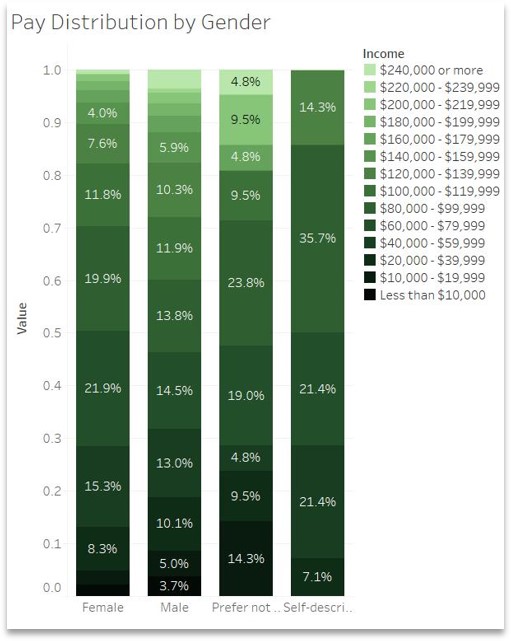 Pay Distribution by Gender
Income
$240,000 or more
$220,000 - $239,999
$200,000 - $219,999
$180,000 - $199,999
$160,000 - $179,999
$140,000 - $159,999
$120,000 - $139,999
$100,000 - $119,999
$80,000 - $99,999
$60,000 - $79,999
$40,000 - $59,999
$20,000 - $39,999
$10,000 - $19,999
Less than $10,000
Value
1.0
0.9
0.8
0.7
0.6
0.5
0.4
0.3
0.2
0.1
0.0
4.0%
7.6%
11.8%
19.9%
21.9%
15.3%
8.3%
5.9%
10.3%
11.9%
13.8%
14.5%
13.0%
10.1%
5.0%
3.7%
4.8%
9.5%
4.8%
9.5%
23.8%
19.0%
4.8%
9.5%
14.3%
14.3%
35.7%
21.4%
21.4%
7.1%
Female
Male
Prefer not ..
Self-descri..